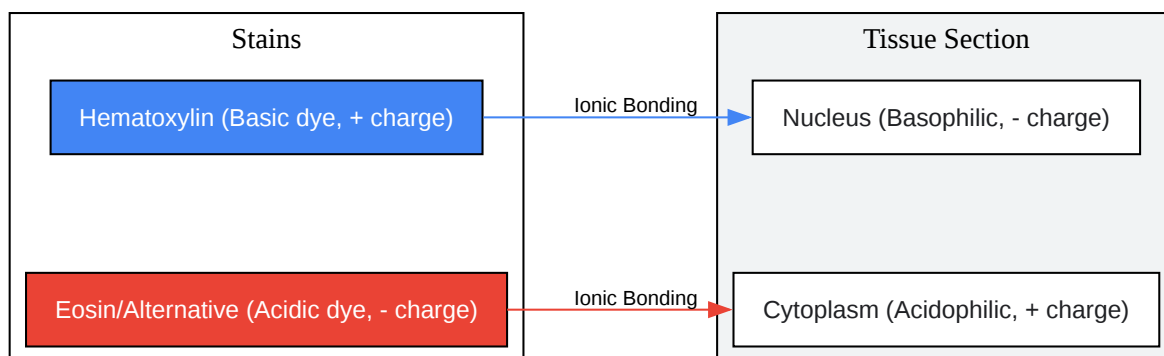 Stains
Tissue Section
Hematoxylin (Basic dye, + charge)
Ionic Bonding
Nucleus (Basophilic, - charge)
Eosin/Alternative (Acidic dye, - charge)
Ionic Bonding
Cytoplasm (Acidophilic, + charge)